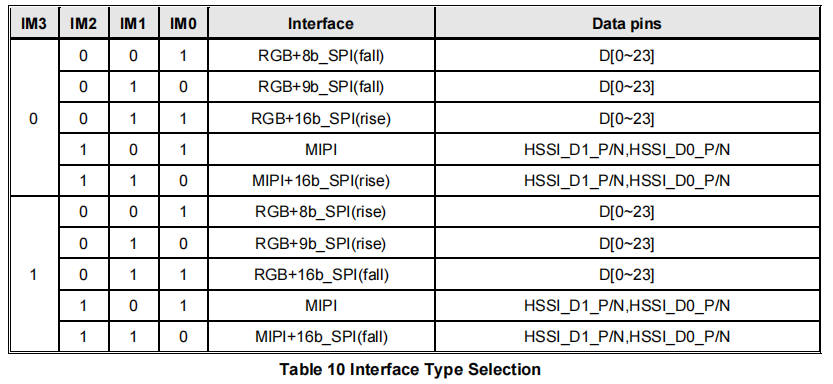 IM3 IM2 IM1 IM0 Interface Data pins
0 0 1 RGB+8b_SPI(fall) D[0~23]
0 1 0 RGB+9b_SPI(fall) D[0~23]
0 0 1 1 RGB+16b_SPI(rise) D[0~23]
1 0 1 MIPI HSSI_D1_P/N,HSSI_D0_P/N
1 1 0 MIPI+16b_SPI(rise) HSSI_D1_P/N,HSSI_D0_P/N
0 0 1 RGB+8b_SPI(rise) D[0~23]
0 1 0 RGB+9b_SPI(rise) D[0~23]
1 0 1 1 RGB+16b_SPI(fall) D[0~23]
1 0 1 MIPI HSSI_D1_P/N,HSSI_D0_P/N
1 1 0 MIPI+16b_SPI(fall) HSSI_D1_P/N,HSSI_D0_P/N
Table 10 Interface Type Selection